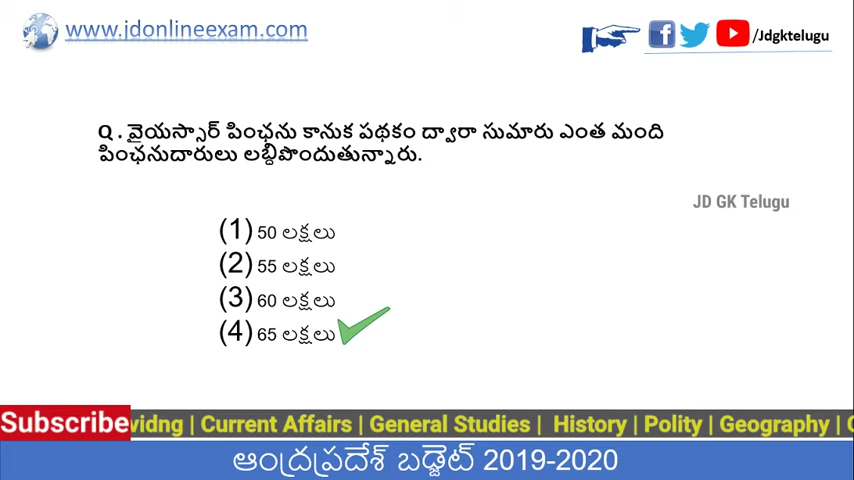 www.jdonlineexam.com
/Jdgktelugu
Q . వైయస్సార్ పింఛను కానుక పథకం ద్వారా సుమారు ఎంత మంది
పింఛనుదారులు లబ్ధిపొందుతున్నారు.
JD GK Telugu
(1) 50 లక్షలు
(2) 55 లక్షలు
(3) 60 లక్షలు
(4) 65 లక్షలు
Subscribe vidng | Current Affairs | General Studies | History | Polity | Geography |
ఆంధ్రప్రదేశ్ బడ్జెట్ 2019-2020